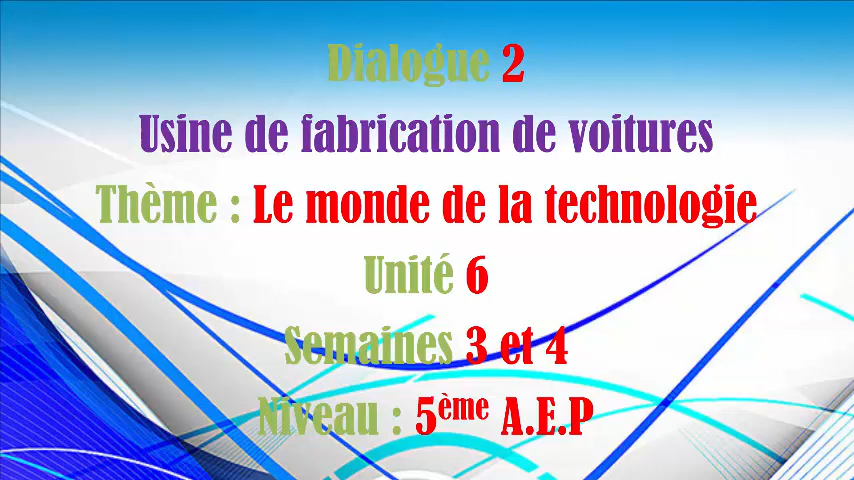 Dialogue 2
Usine de fabrication de voitures
Thème : Le monde de la technologie
Unité 6
Semaines 3 et 4
Niveau : 5ème A.E.P